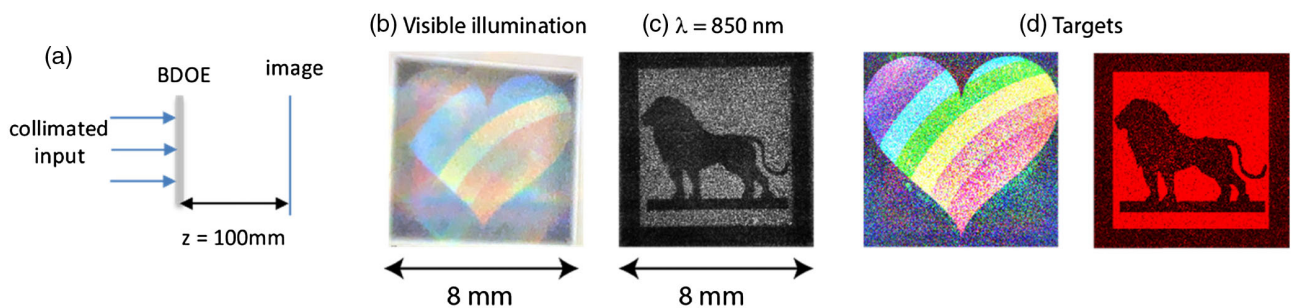 (a)
BDOE
image
collimated
input
z = 100mm
(b) Visible illumination
8 mm
(c) λ = 850 nm
8 mm
(d) Targets